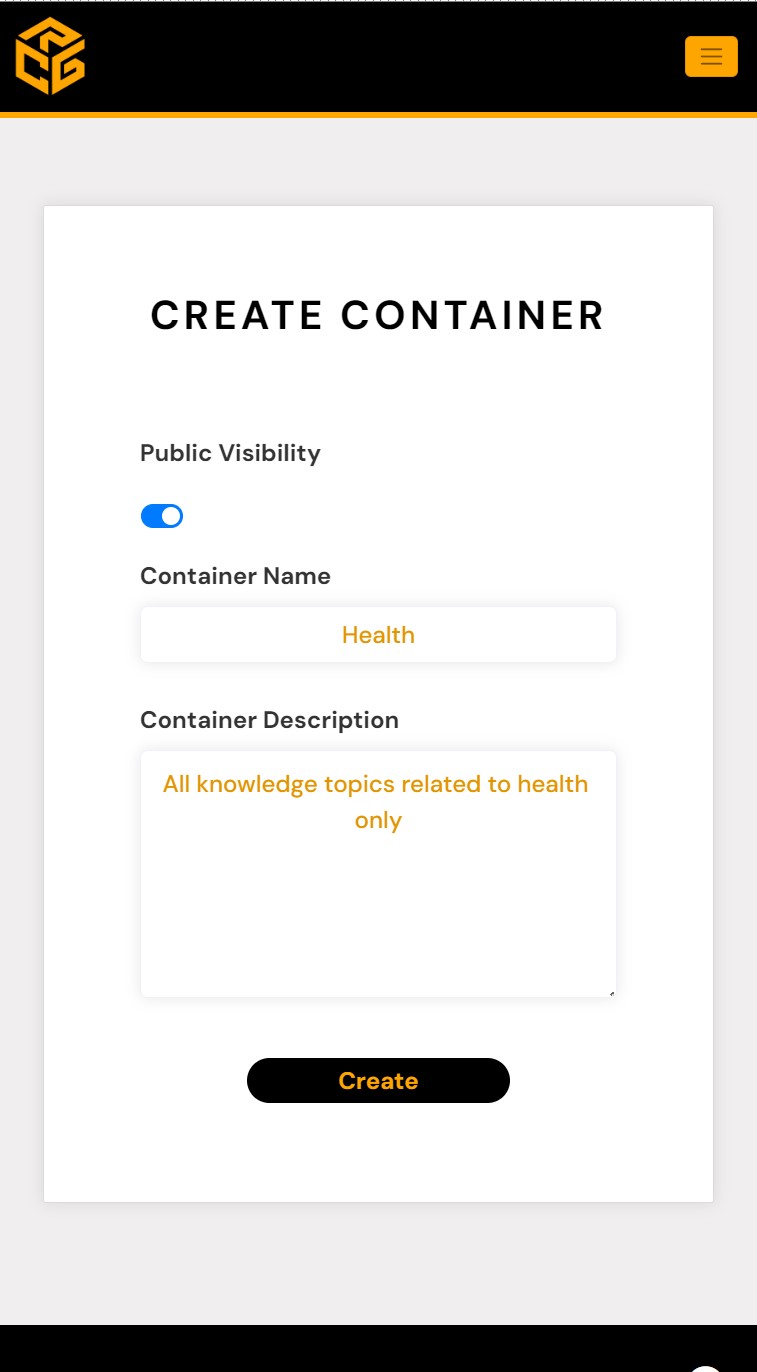 CREATE CONTAINER
Public Visibility
Container Name
Health
Container Description
All knowledge topics related to health
only
Create